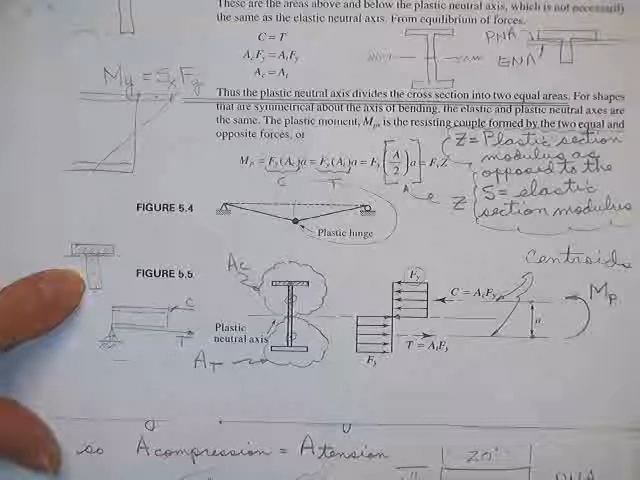 These are the areas above and below the plastic neutral axis, which is not necessarily
the same as the elastic neutral axis. From equilibrium of forces.
C = T
AcFy = AtFy
Ac = At
PNA
ENA
My = Sx Fy
Thus the plastic neutral axis divides the cross section into two equal areas. For shapes
that are symmetrical about the axis of bending, the elastic and plastic neutral axes are
the same. The plastic moment, Mp, is the resisting couple formed by the two equal and
opposite forces, or
Mp = Fy(Ac)a = Fy(At)a = Fy [A/2] a = FyZ
C T
Z = Plastic section
modulus as
opposed to the
S = elastic
section modulus
Z
FIGURE 5.4
Plastic hinge
Centroids
FIGURE 5.5
Ac
Fy
C = AcFy
Mp
C
Plastic
neutral axis
a
T
T = AtFy
Fy
AT
so Acompression = Atension